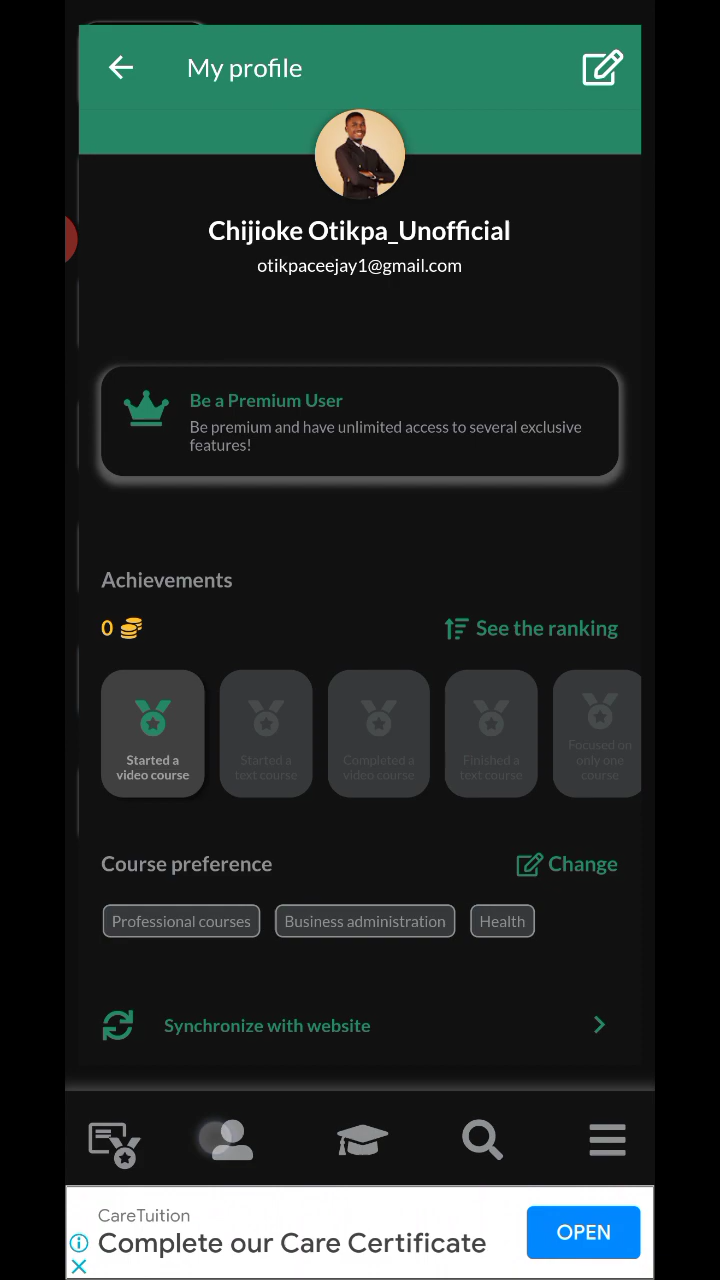 My profile
Chijioke Otikpa_Unofficial
otikpaceejay1@gmail.com
Be a Premium User
Be premium and have unlimited access to several exclusive
features!
Achievements
0
See the ranking
Started a
video course
Started a
text course
Completed a
video course
Finished a
text course
Focused on
only one
course
Course preference
Change
Professional courses
Business administration
Health
Synchronize with website
CareTuition
Complete our Care Certificate
OPEN